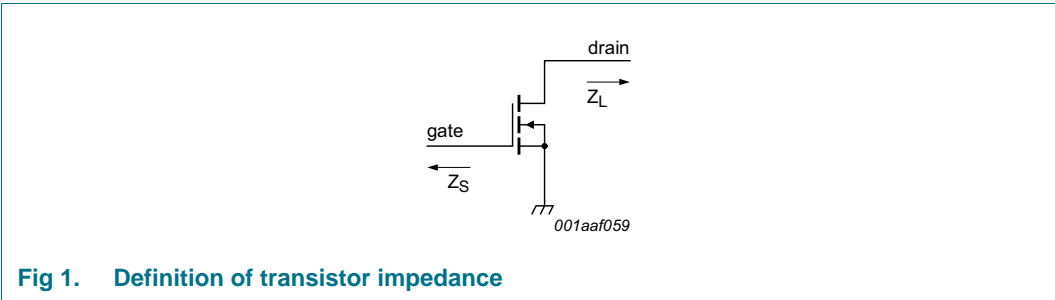 drain
Z_L
gate
Z_S
001aaf059
Fig 1. Definition of transistor impedance